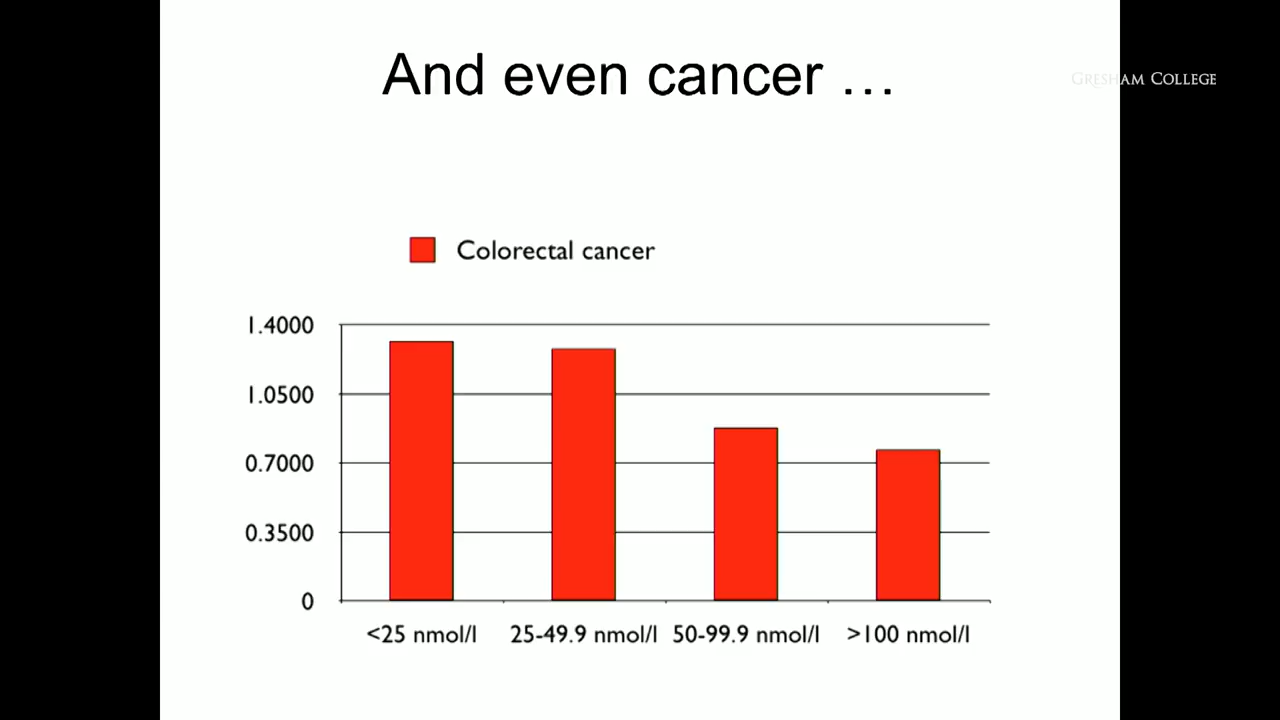 And even cancer ...
GRESHAM COLLEGE
Colorectal cancer
1.4000
1.0500
0.7000
0.3500
0
<25 nmol/l 25-49.9 nmol/l 50-99.9 nmol/l >100 nmol/l